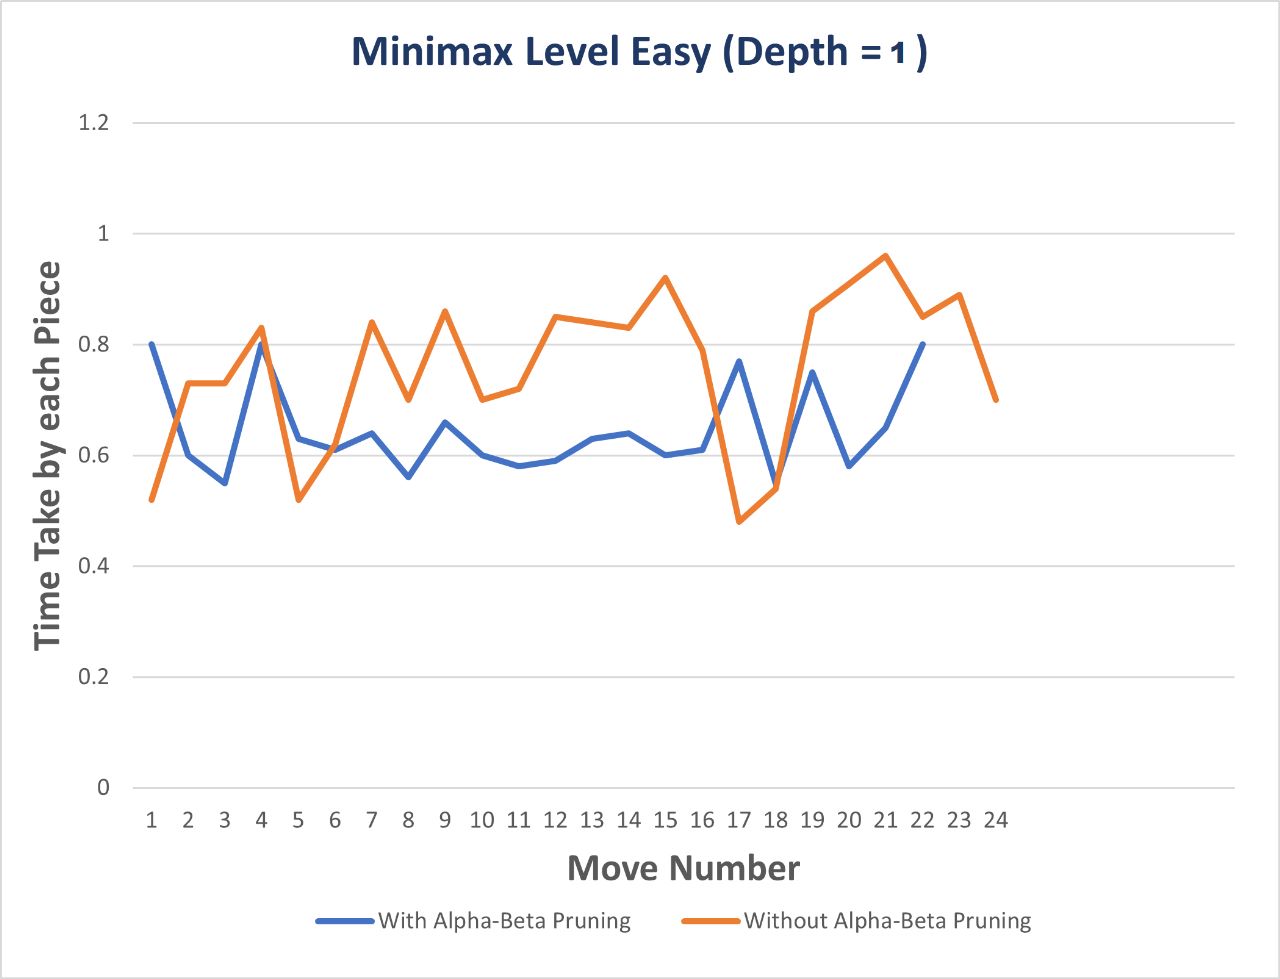 Minimax Level Easy (Depth = 1 )
1.2
1
0.8
0.6
0.4
0.2
0
Time Take by each Piece
1 2 3 4 5 6 7 8 9 10 11 12 13 14 15 16 17 18 19 20 21 22 23 24
Move Number
With Alpha-Beta Pruning Without Alpha-Beta Pruning